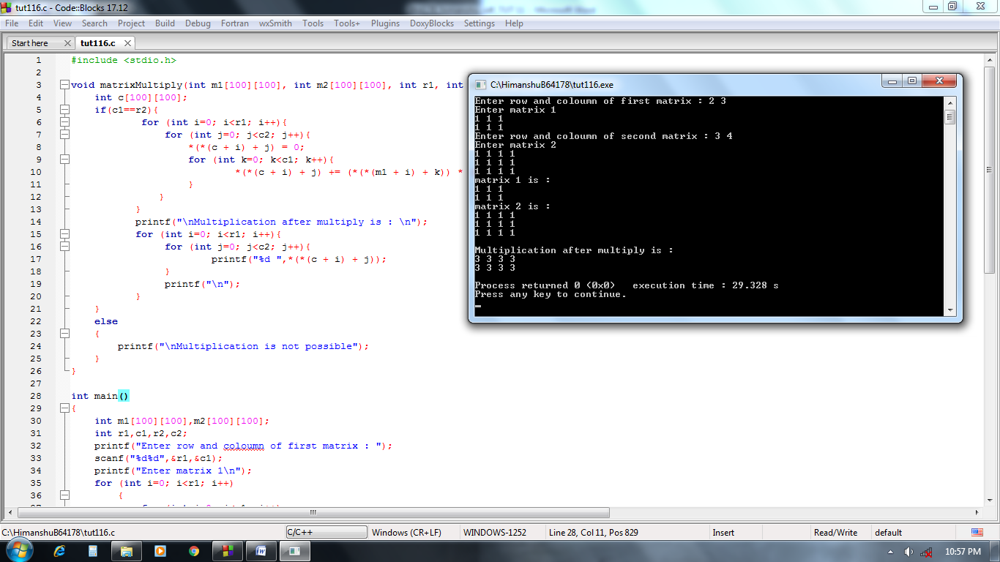 tut116.c - Code::Blocks 17.12
File Edit View Search Project Build Debug Fortran wxSmith Tools Tools+ Plugins DoxyBlocks Settings Help
Start here tut116.c
1 #include <stdio.h>
2
3 void matrixMultiply(int m1[100][100], int m2[100][100], int r1, int
4 int c[100][100];
5 if(c1==r2){
6 for (int i=0; i<r1; i++){
7 for (int j=0; j<c2; j++){
8 *(*(c + i) + j) = 0;
9 for (int k=0; k<c1; k++){
10 *(*(c + i) + j) += (*(*(m1 + i) + k)) *
11 }
12 }
13 }
14 printf("\nMultiplication after multiply is : \n");
15 for (int i=0; i<r1; i++){
16 for (int j=0; j<c2; j++){
17 printf("%d ",*(*(c + i) + j));
18 }
19 printf("\n");
20 }
21 }
22 else
23 {
24 printf("\nMultiplication is not possible");
25 }
26 }
27
28 int main()
29 {
30 int m1[100][100],m2[100][100];
31 int r1,c1,r2,c2;
32 printf("Enter row and coloumn of first matrix : ");
33 scanf("%d%d",&r1,&c1);
34 printf("Enter matrix 1\n");
35 for (int i=0; i<r1; i++)
36 {
C:\HimanshuB64178\tut116.exe
Enter row and coloumn of first matrix : 2 3
Enter matrix 1
1 1 1
1 1 1
Enter row and coloumn of second matrix : 3 4
Enter matrix 2
1 1 1 1
1 1 1 1
1 1 1 1
matrix 1 is :
1 1 1
1 1 1
matrix 2 is :
1 1 1 1
1 1 1 1
1 1 1 1
Multiplication after multiply is :
3 3 3 3
3 3 3 3
Process returned 0 (0x0) execution time : 29.328 s
Press any key to continue.
C:\HimanshuB64178\tut116.c C/C++ Windows (CR+LF) WINDOWS-1252 Line 28, Col 11, Pos 829 Insert Read/Write default
10:57 PM